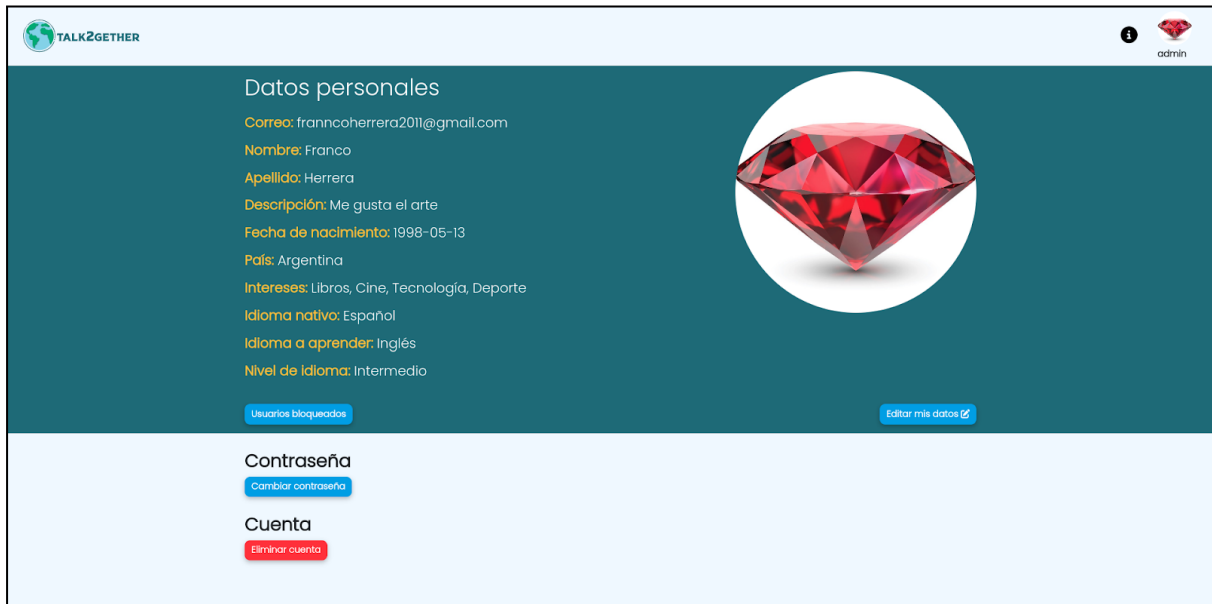 TALK2GETHER
admin
Datos personales
Correo: franncoherrera2011@gmail.com
Nombre: Franco
Apellido: Herrera
Descripción: Me gusta el arte
Fecha de nacimiento: 1998-05-13
País: Argentina
Intereses: Libros, Cine, Tecnología, Deporte
Idioma nativo: Español
Idioma a aprender: Inglés
Nivel de idioma: Intermedio
Usuarios bloqueados
Editar mis datos
Contraseña
Cambiar contraseña
Cuenta
Eliminar cuenta